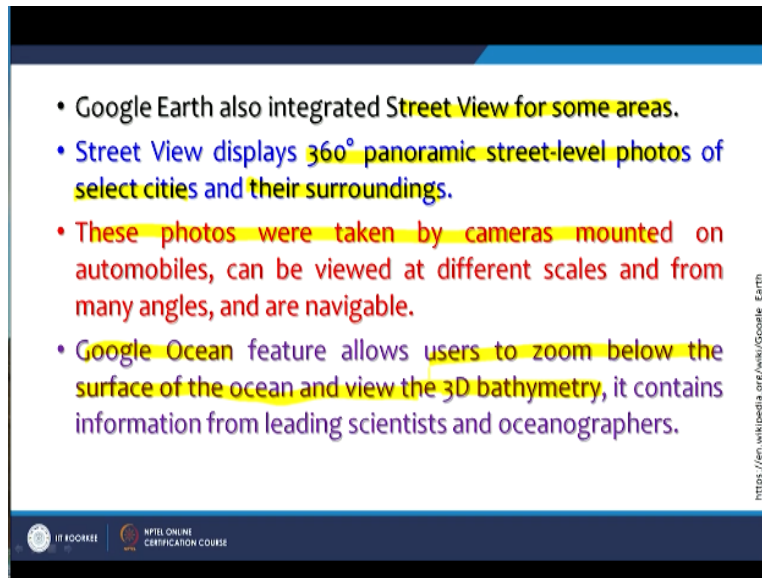 • Google Earth also integrated Street View for some areas.
• Street View displays 360° panoramic street-level photos of
select cities and their surroundings.
• These photos were taken by cameras mounted on
automobiles, can be viewed at different scales and from
many angles, and are navigable.
• Google Ocean feature allows users to zoom below the
surface of the ocean and view the 3D bathymetry, it contains
information from leading scientists and oceanographers.
https://en.wikipedia.org/wiki/Google_Earth
IIT ROORKEE
NPTEL ONLINE
CERTIFICATION COURSE